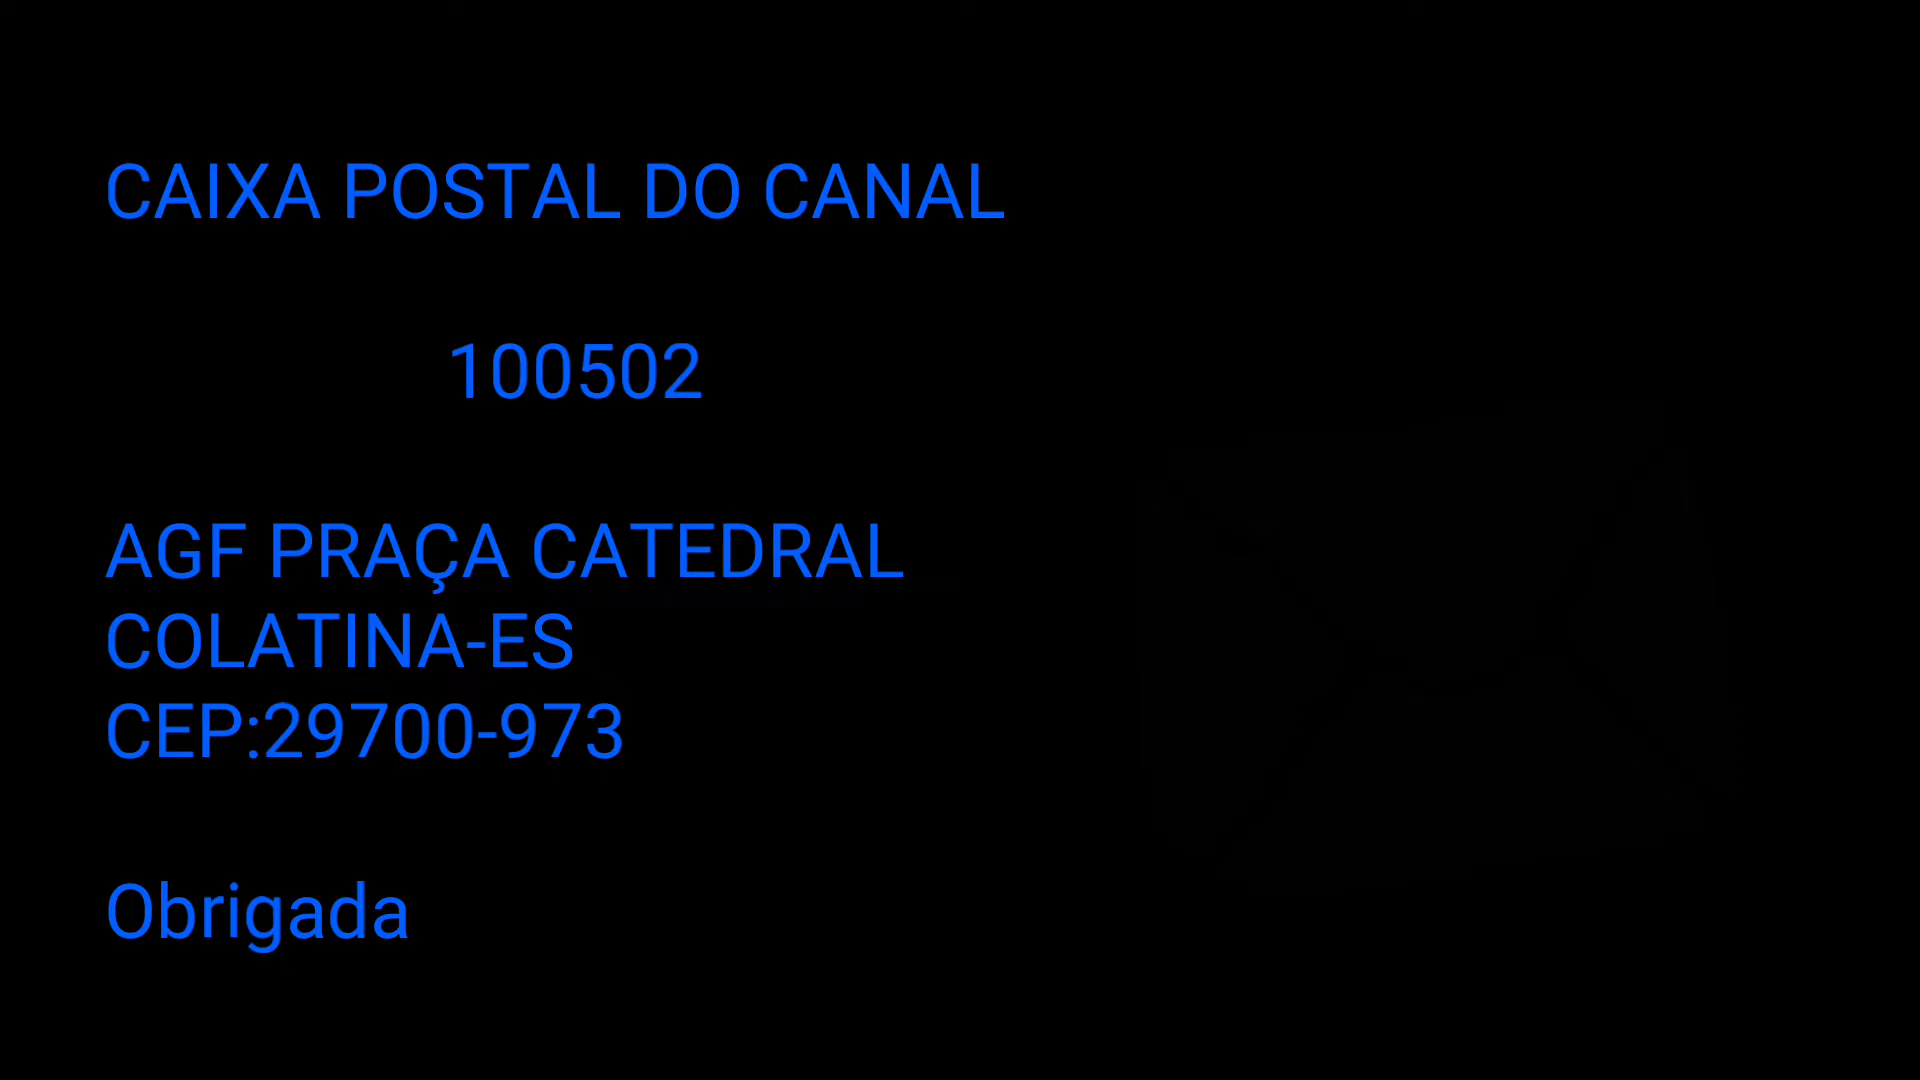 CAIXA POSTAL DO CANAL
100502
AGF PRAÇA CATEDRAL
COLATINA-ES
CEP:29700-973
Obrigada